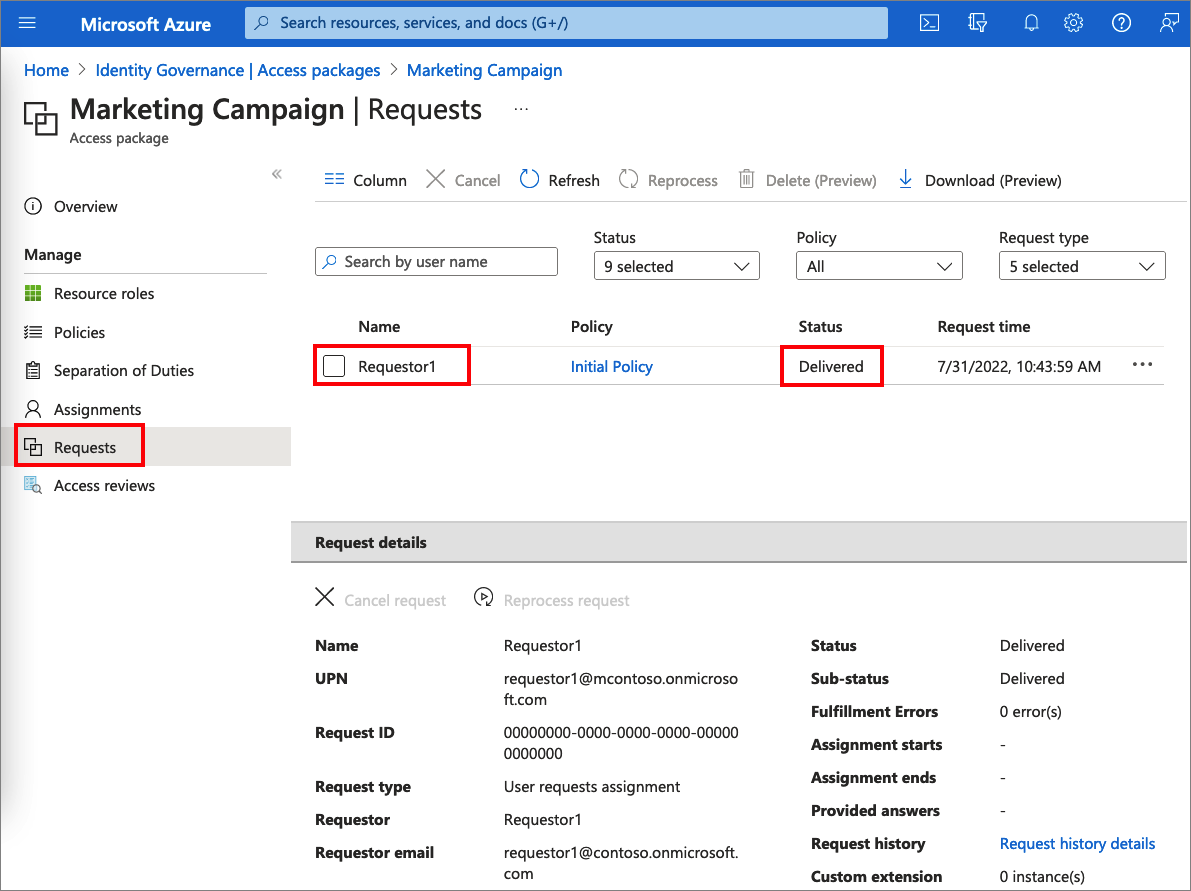 Microsoft Azure
Search resources, services, and docs (G+/)
Home > Identity Governance | Access packages > Marketing Campaign
Marketing Campaign | Requests ...
Access package
«
Overview
Manage
Resource roles
Policies
Separation of Duties
Assignments
Requests
Access reviews
Column Cancel Refresh Reprocess Delete (Preview) Download (Preview)
Status Policy Request type
Search by user name 9 selected All 5 selected
Name Policy Status Request time
Requestor1 Initial Policy Delivered 7/31/2022, 10:43:59 AM ...
Request details
Cancel request Reprocess request
Name Requestor1
UPN requestor1@mcontoso.onmicroso
ft.com
Request ID 00000000-0000-0000-0000-00000
0000000
Request type User requests assignment
Requestor Requestor1
Requestor email requestor1@contoso.onmicrosoft.
com
Status Delivered
Sub-status Delivered
Fulfillment Errors 0 error(s)
Assignment starts -
Assignment ends -
Provided answers -
Request history Request history details
Custom extension 0 instance(s)